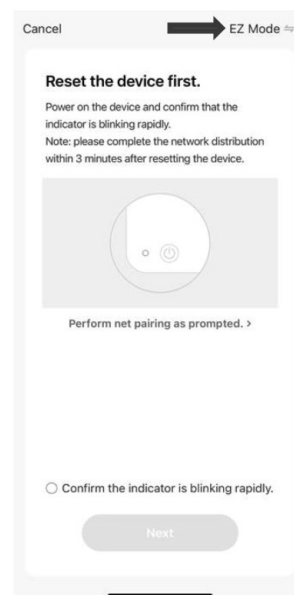 Cancel EZ Mode
Reset the device first.
Power on the device and confirm that the
indicator is blinking rapidly.
Note: please complete the network distribution
within 3 minutes after resetting the device.
Perform net pairing as prompted. >
Confirm the indicator is blinking rapidly.
Next